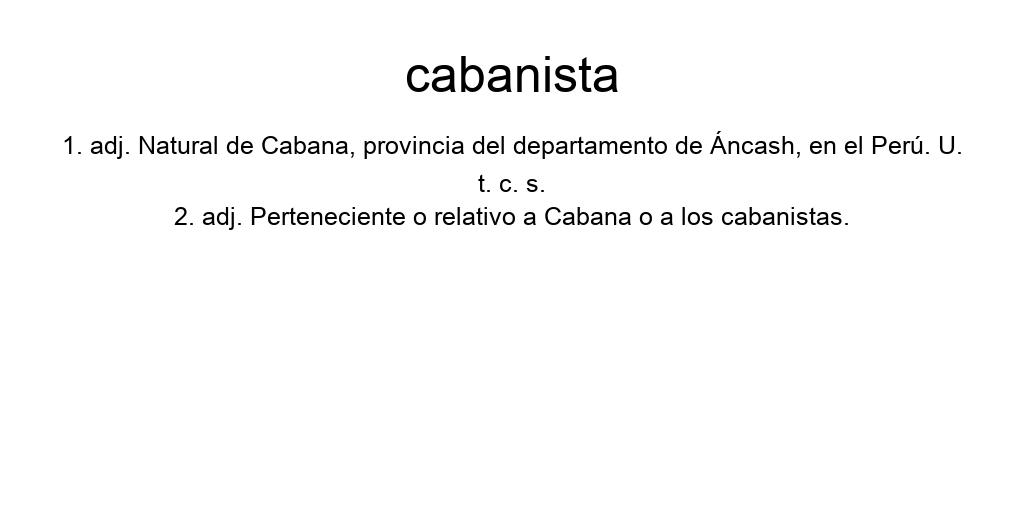 cabanista
1. adj. Natural de Cabana, provincia del departamento de Áncash, en el Perú. U.
t. c. s.
2. adj. Perteneciente o relativo a Cabana o a los cabanistas.